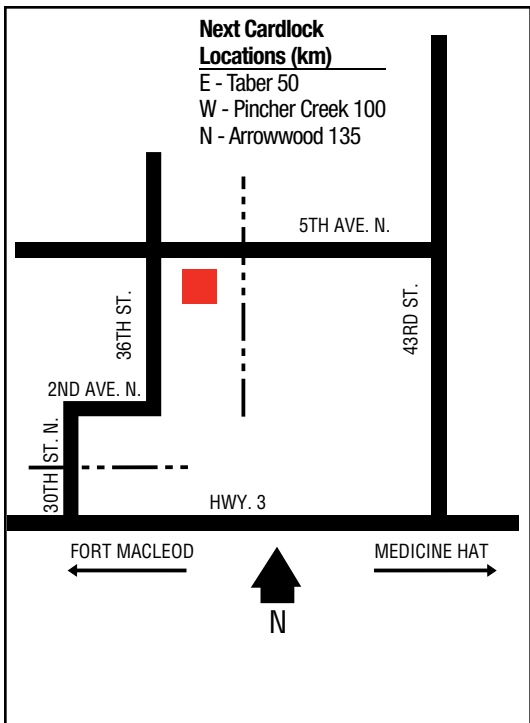 Next Cardlock
Locations (km)
E - Taber 50
W - Pincher Creek 100
N - Arrowwood 135
5TH AVE. N.
36TH ST.
43RD ST.
2ND AVE. N.
30TH ST. N.
HWY. 3
FORT MACLEOD
MEDICINE HAT
N